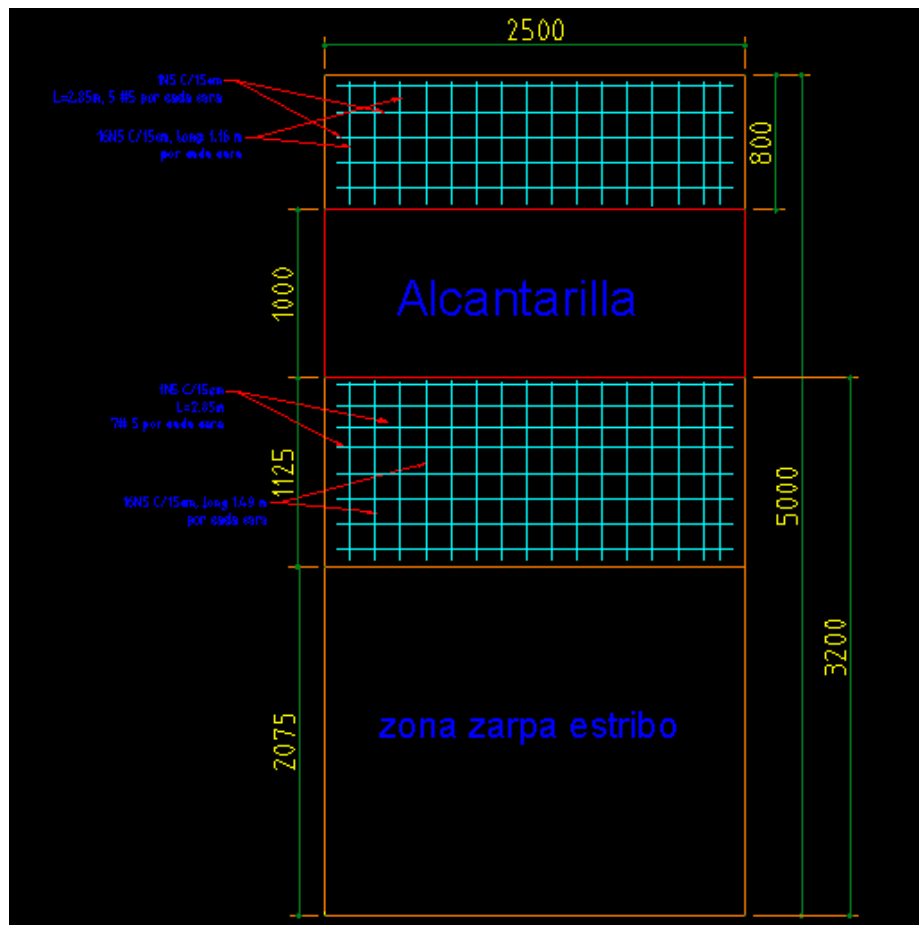 2500
1N5 C/15cm
L=2.85m, 5 #5 por cada cara
16N5 C/15cm, long 1.16 m
por cada cara
800
1000
Alcantarilla
1N5 C/15cm
L=2.85m
7# 5 por cada cara
1125
16N5 C/15cm, long 1.49 m
por cada cara
5000
3200
2075
zona zarpa estribo